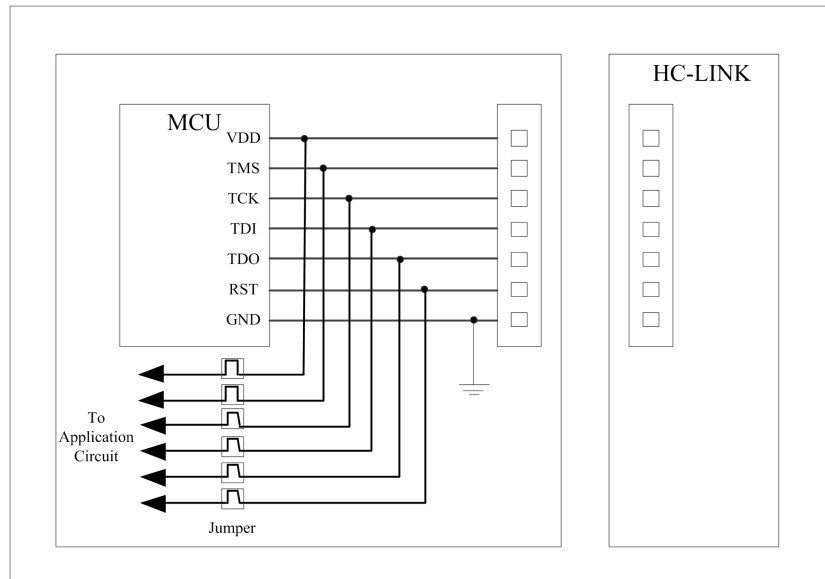 HC-LINK
MCU
VDD
TMS
TCK
TDI
TDO
RST
GND
To
Application
Circuit
Jumper